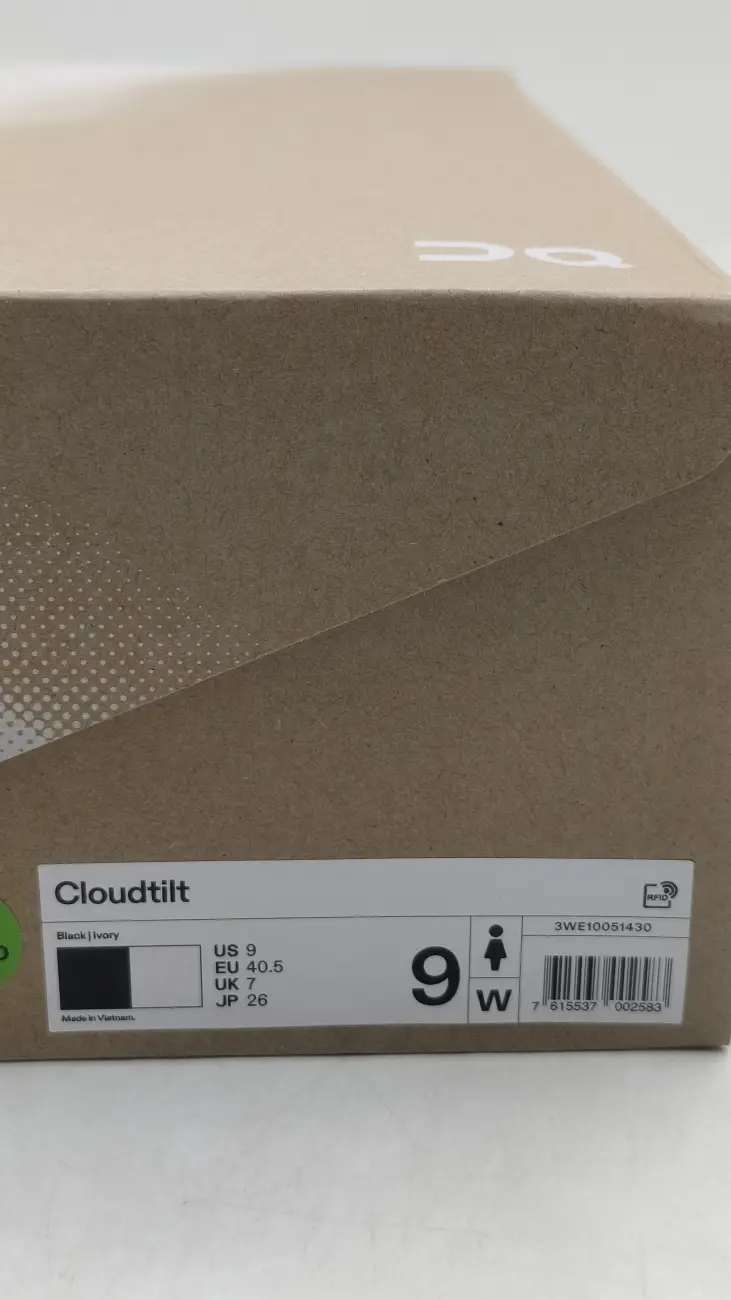 On
Cloudtilt
RFID
Black | Ivory
US 9
EU 40.5
UK 7
JP 26
Made in Vietnam.
9
W
3WE10051430
7 615537 002583